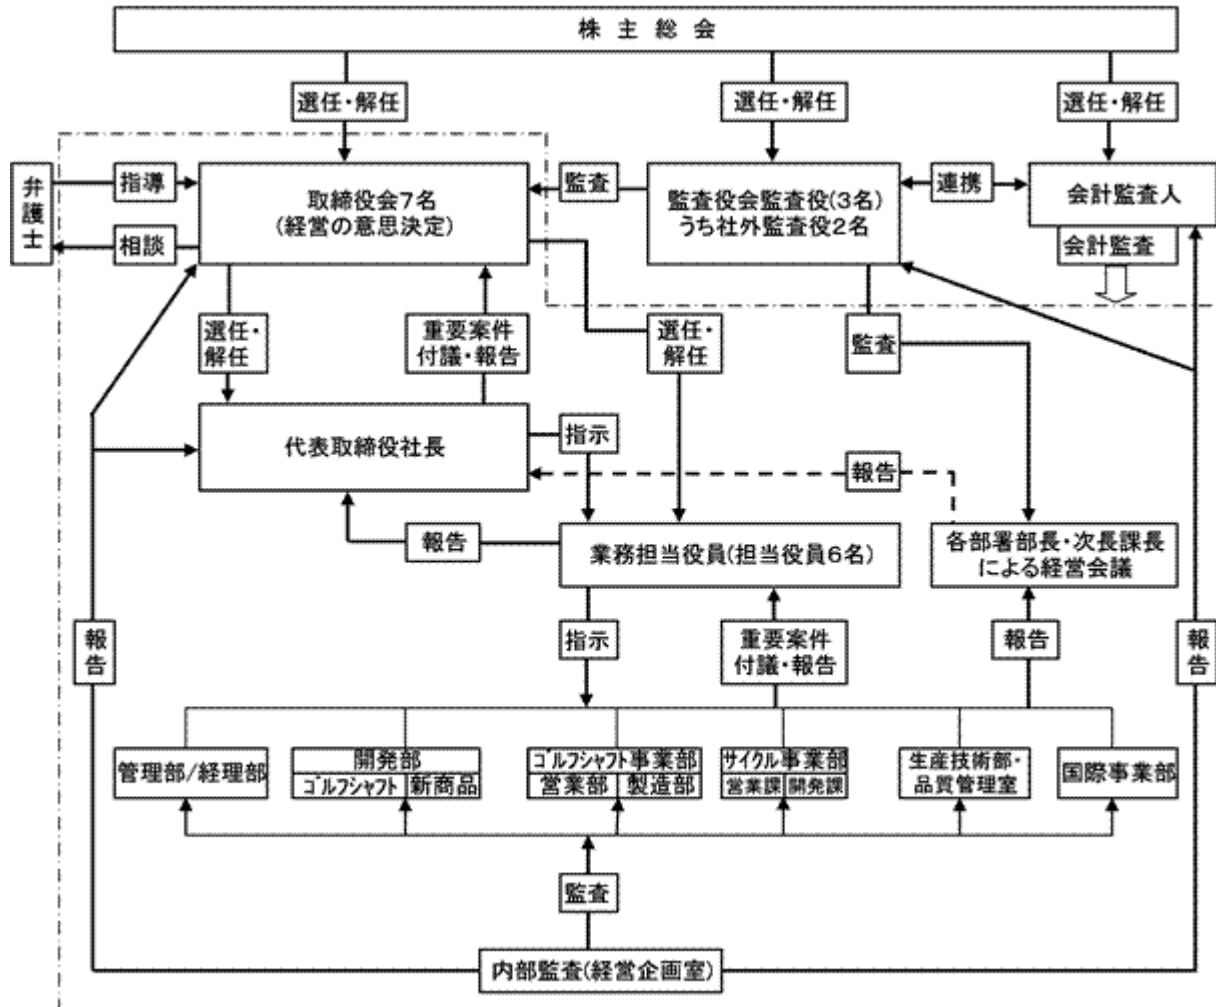 株 主 総 会
選任・解任
選任・解任
選任・解任
弁護士
指導
相談
取締役会7名
(経営の意思決定)
監査
監査役会監査役(3名)
うち社外監査役2名
連携
会計監査人
会計監査
選任・
解任
重要案件
付議・報告
選任・
解任
監査
代表取締役社長
指示
報告
報告
業務担当役員(担当役員6名)
各部署部長・次長課長
による経営会議
報告
指示
重要案件
付議・報告
報告
報告
管理部/経理部
開発部
ｺﾞﾙﾌｼｬﾌﾄ
新商品
ｺﾞﾙﾌｼｬﾌﾄ事業部
営業部
製造部
ｻｲｸﾙ事業部
営業課
開発課
生産技術部・
品質管理室
国際事業部
監査
内部監査(経営企画室)